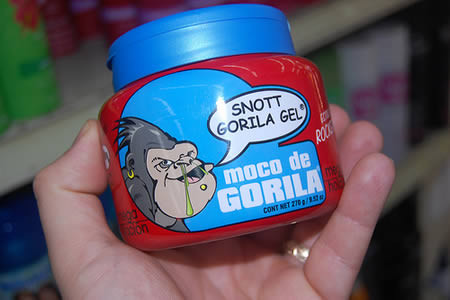 SNOTT
GORILA GEL®
moco de
GORILA
CONT NET 270 g / 9.52 oz